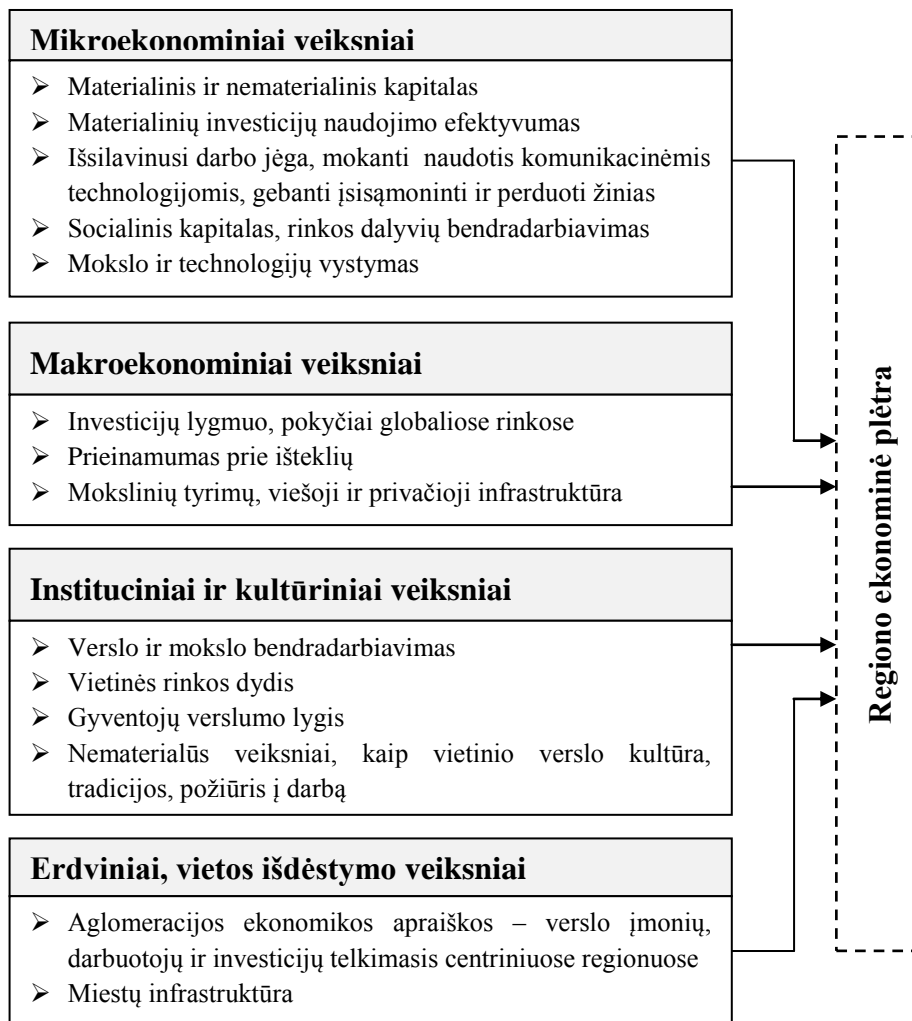 Mikroekonominiai veiksniai
➢ Materialinis ir nematerialinis kapitalas
➢ Materialinių investicijų naudojimo efektyvumas
➢ Išsilavinusi darbo jėga, mokanti naudotis komunikacinėmis
technologijomis, gebanti įsisąmoninti ir perduoti žinias
➢ Socialinis kapitalas, rinkos dalyvių bendradarbiavimas
➢ Mokslo ir technologijų vystymas
Makroekonominiai veiksniai
➢ Investicijų lygmuo, pokyčiai globaliose rinkose
➢ Prieinamumas prie išteklių
➢ Mokslinių tyrimų, viešoji ir privačioji infrastruktūra
Instituciniai ir kultūriniai veiksniai
➢ Verslo ir mokslo bendradarbiavimas
➢ Vietinės rinkos dydis
➢ Gyventojų verslumo lygis
➢ Nematerialūs veiksniai, kaip vietinio verslo kultūra,
tradicijos, požiūris į darbą
Erdviniai, vietos išdėstymo veiksniai
➢ Aglomeracijos ekonomikos apraiškos – verslo įmonių,
darbuotojų ir investicijų telkimasis centriniuose regionuose
➢ Miestų infrastruktūra
Regiono ekonominė plėtra